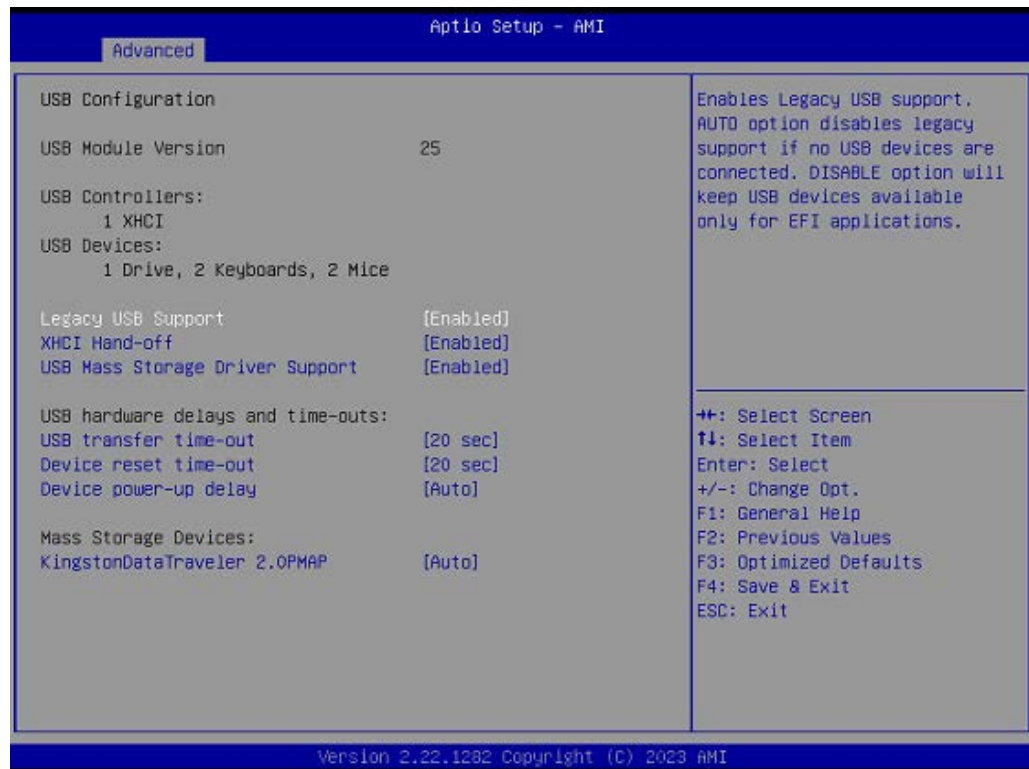 Aptio Setup - AMI
Advanced
USB Configuration
USB Module Version 25
USB Controllers:
1 XHCI
USB Devices:
1 Drive, 2 Keyboards, 2 Mice
Legacy USB Support [Enabled]
XHCI Hand-off [Enabled]
USB Mass Storage Driver Support [Enabled]
USB hardware delays and time-outs:
USB transfer time-out [20 sec]
Device reset time-out [20 sec]
Device power-up delay [Auto]
Mass Storage Devices:
KingstonDataTraveler 2.0PMAP [Auto]
Enables Legacy USB support.
AUTO option disables legacy
support if no USB devices are
connected. DISABLE option will
keep USB devices available
only for EFI applications.
→←: Select Screen
↑↓: Select Item
Enter: Select
+/-: Change Opt.
F1: General Help
F2: Previous Values
F3: Optimized Defaults
F4: Save & Exit
ESC: Exit
Version 2.22.1282 Copyright (C) 2023 AMI